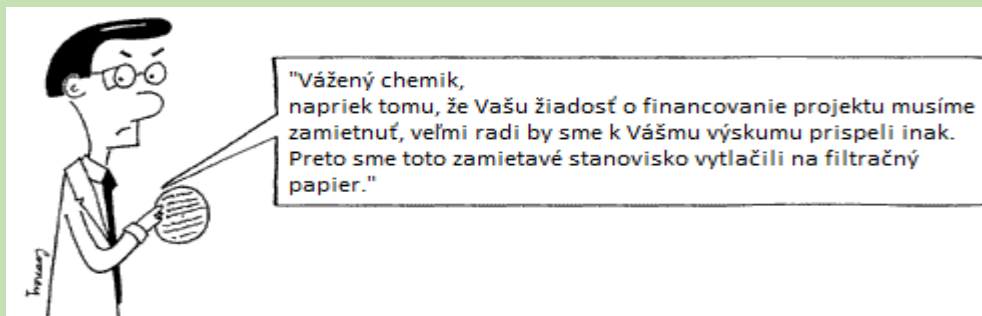 "Vážený chemik,
napriek tomu, že Vašu žiadosť o financovanie projektu musíme
zamietnuť, veľmi radi by sme k Vášmu výskumu prispeli inak.
Preto sme toto zamietavé stanovisko vytlačili na filtračný
papier."